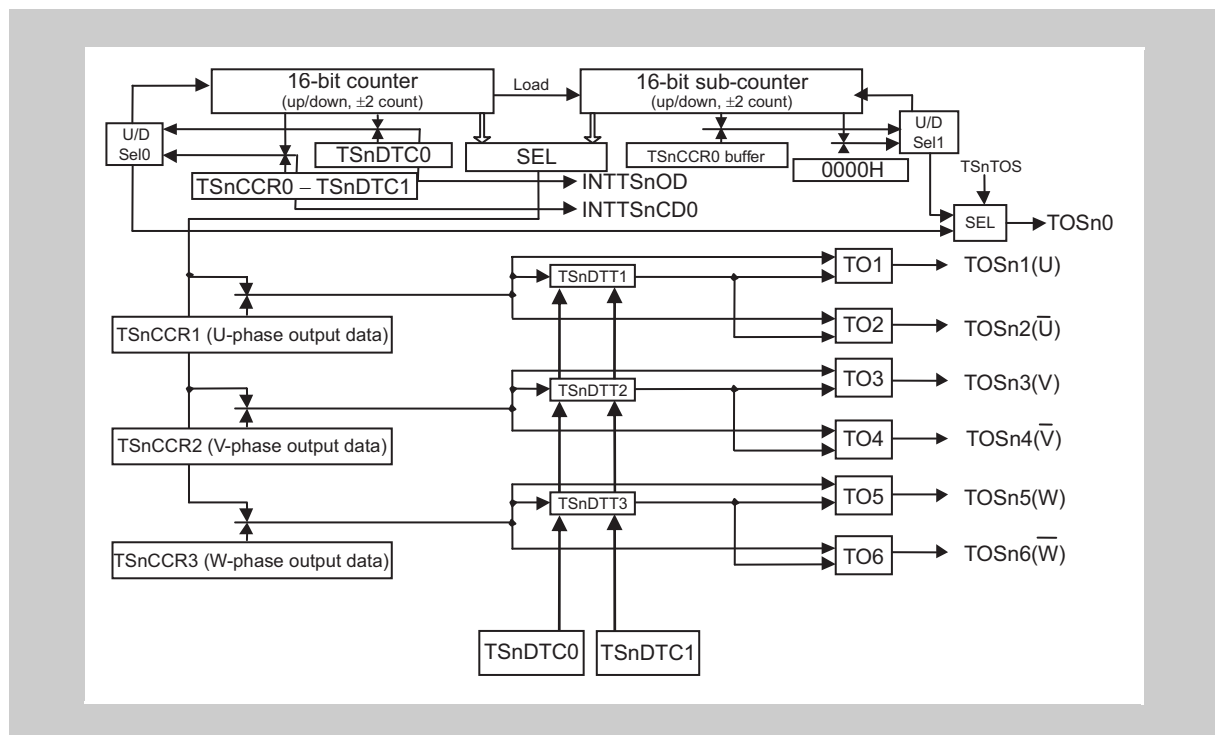 16-bit counter
(up/down, ±2 count)
Load
16-bit sub-counter
(up/down, ±2 count)
U/D
Sel0
U/D
Sel1
TSnDTC0
SEL
TSnCCR0 buffer
0000H
TSnTOS
TSnCCR0 – TSnDTC1
INTTSnOD
INTTSnCD0
SEL
TOSn0
TSnDTT1
TO1
TOSn1(U)
TSnCCR1 (U-phase output data)
TO2
TOSn2(U̅)
TSnDTT2
TO3
TOSn3(V)
TSnCCR2 (V-phase output data)
TO4
TOSn4(V̅)
TSnDTT3
TO5
TOSn5(W)
TSnCCR3 (W-phase output data)
TO6
TOSn6(W̅)
TSnDTC0
TSnDTC1